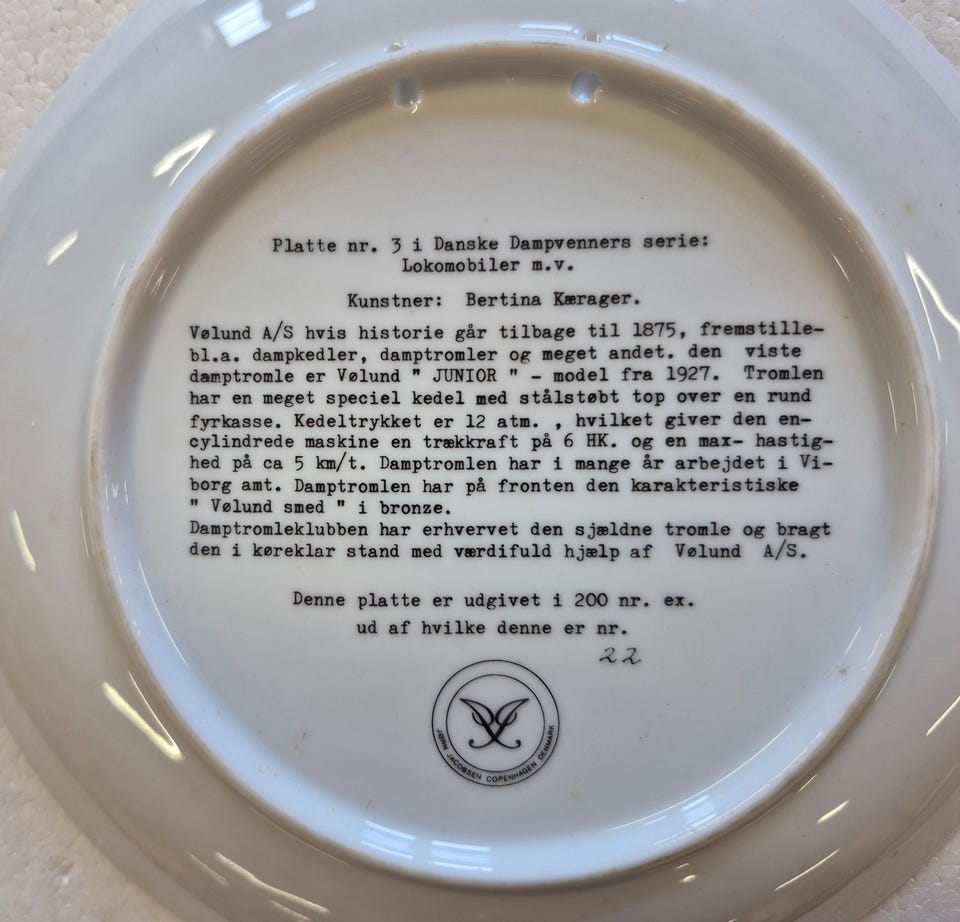 Platte nr. 3 i Danske Dampvenners serie:
Lokomobiler m.v.
Kunstner: Bertina Kærager.
Vølund A/S hvis historie går tilbage til 1875, fremstille-
bl.a. dampkedler, damptromler og meget andet. den viste
damptromle er Vølund " JUNIOR " - model fra 1927. Tromlen
har en meget speciel kedel med stålstøbt top over en rund
fyrkasse. Kedeltrykket er 12 atm. , hvilket giver den en-
cylindrede maskine en trækkraft på 6 HK. og en max- hastig-
hed på ca 5 km/t. Damptromlen har i mange år arbejdet i Vi-
borg amt. Damptromlen har på fronten den karakteristiske
" Vølund smed " i bronze.
Damptromleklubben har erhvervet den sjældne tromle og bragt
den i køreklar stand med værdifuld hjælp af Vølund A/S.
Denne platte er udgivet i 200 nr. ex.
ud af hvilke denne er nr.
22
JØRN JACOBSEN COPENHAGEN DENMARK